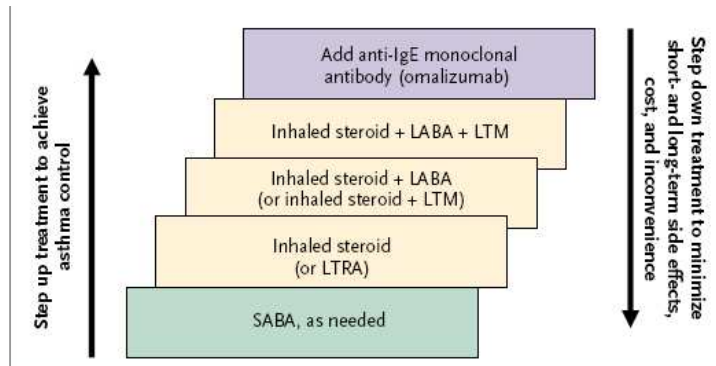 Step up treatment to achieve
asthma control
Add anti-IgE monoclonal
antibody (omalizumab)
Inhaled steroid + LABA + LTM
Inhaled steroid + LABA
(or inhaled steroid + LTM)
Inhaled steroid
(or LTRA)
SABA, as needed
Step down treatment to minimize
short- and long-term side effects,
cost, and inconvenience